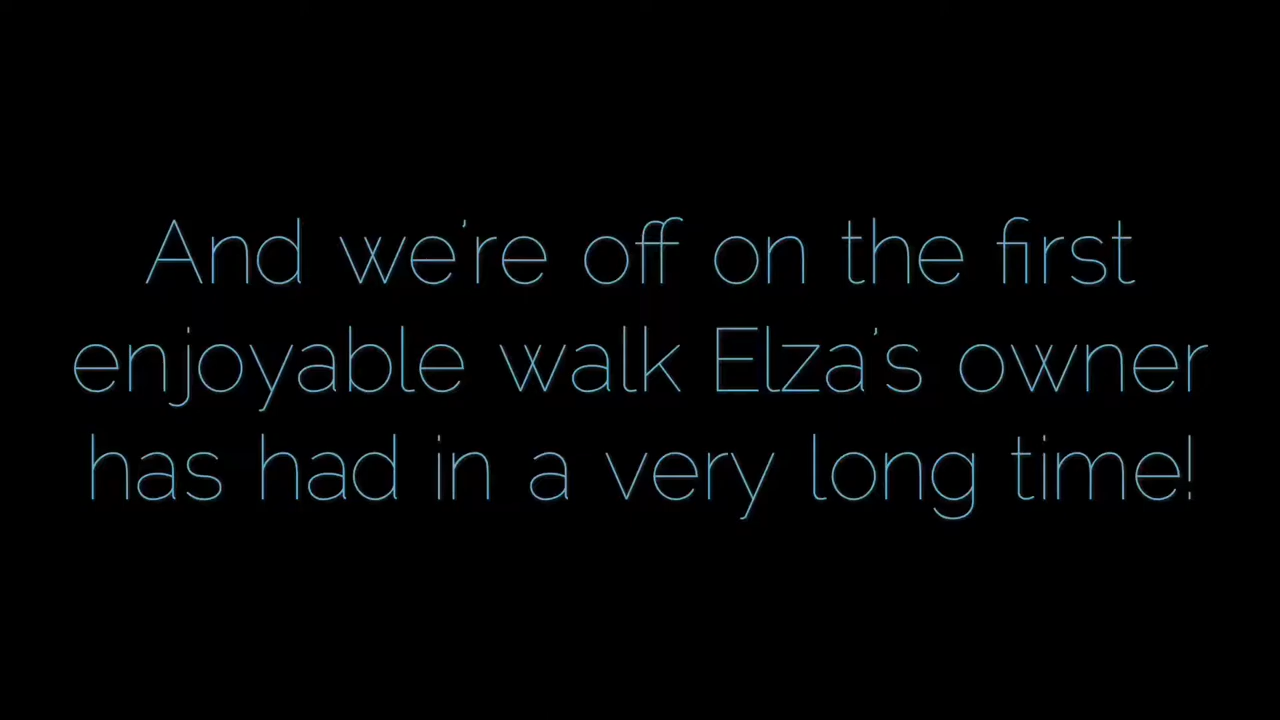 And we're off on the first
enjoyable walk Elza's owner
has had in a very long time!